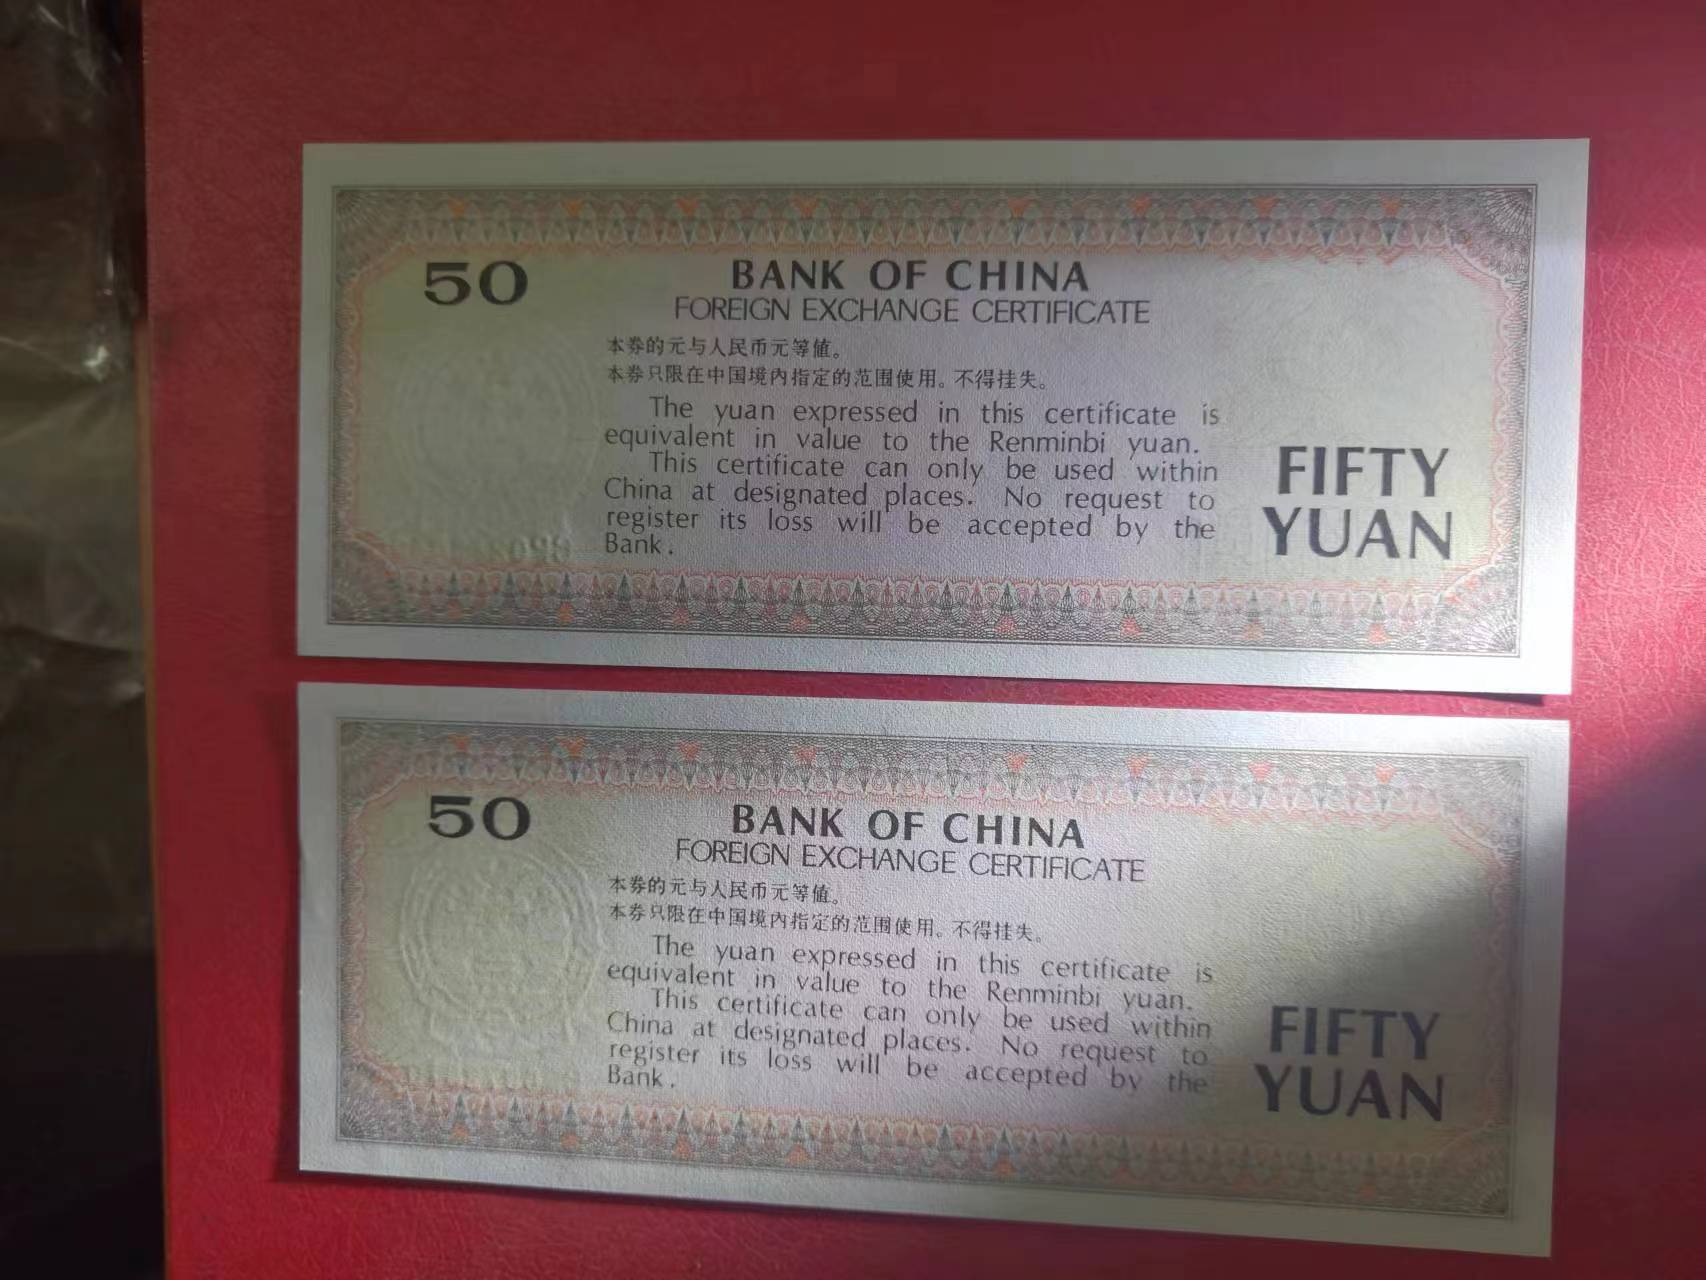 50
BANK OF CHINA
FOREIGN EXCHANGE CERTIFICATE
本券的元与人民币元等值。
本券只限在中国境内指定的范围使用。不得挂失。
The yuan expressed in this certificate is
equivalent in value to the Renminbi yuan.
This certificate can only be used within
China at designated places. No request to
register its loss will be accepted by the
Bank.
FIFTY
YUAN
50
BANK OF CHINA
FOREIGN EXCHANGE CERTIFICATE
本券的元与人民币元等值。
本券只限在中国境内指定的范围使用。不得挂失。
The yuan expressed in this certificate is
equivalent in value to the Renminbi yuan.
This certificate can only be used within
China at designated places. No request to
register its loss will be accepted by the
Bank.
FIFTY
YUAN